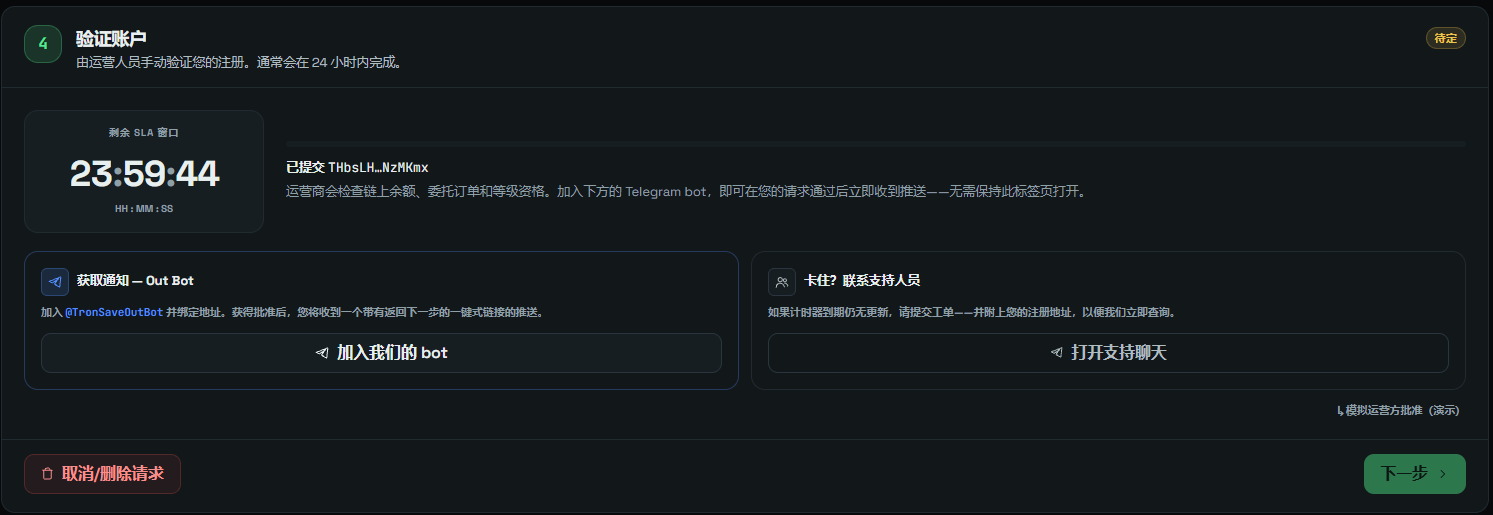 4
验证账户
待定
由运营人员手动验证您的注册。通常会在 24 小时内完成。
剩余 SLA 窗口
23:59:44
HH : MM : SS
已提交 THbsLH…NzMKmx
运营商会检查链上余额、委托订单和等级资格。加入下方的 Telegram bot，即可在您的请求通过后立即收到推送——无需保持此标签页打开。
获取通知 — Out Bot
加入 @TronSaveOutBot 并绑定地址。获得批准后，您将收到一个带有返回下一步的一键式链接的推送。
加入我们的 bot
卡住？联系支持人员
如果计时器到期仍无更新，请提交工单——并附上您的注册地址，以便我们立即查询。
打开支持聊天
↳ 模拟运营方批准（演示）
取消/删除请求
下一步 ›